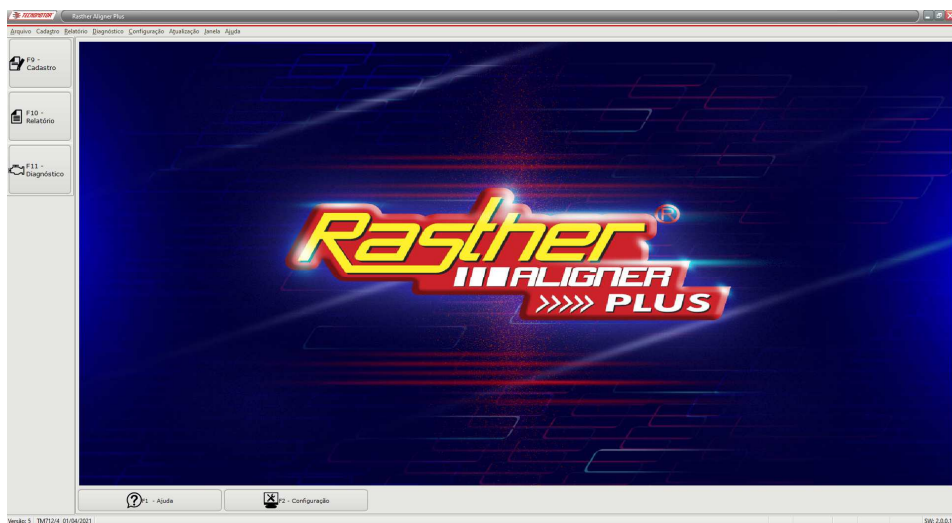 TECNOMOTOR Rasther Aligner Plus
Arquivo Cadastro Relatório Diagnóstico Configuração Atualização Janela Ajuda
F9 -
Cadastro
F10 -
Relatório
F11 -
Diagnóstico
Rasther ®
ALIGNER
>>>>> PLUS
F1 - Ajuda F2 - Configuração
Versão: 5 TM712/4 01/04/2021 SW: 2.0.0.1